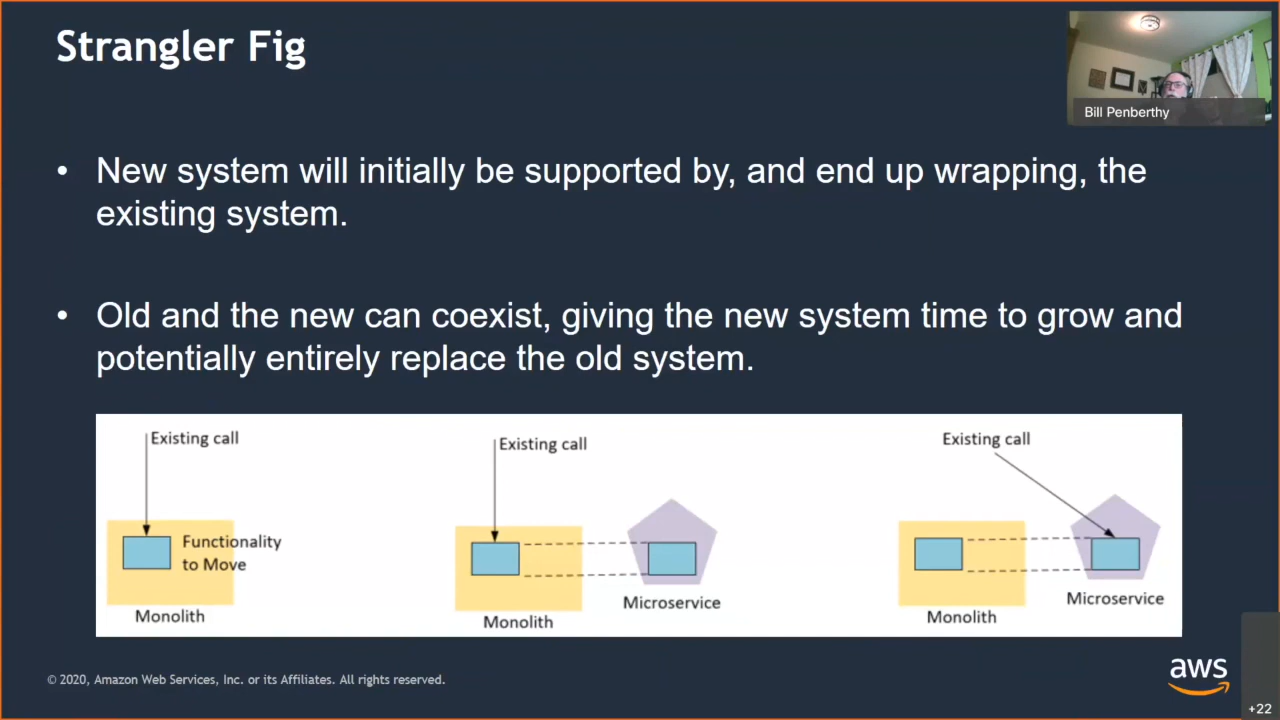 Strangler Fig
Bill Penberthy
• New system will initially be supported by, and end up wrapping, the
existing system.
• Old and the new can coexist, giving the new system time to grow and
potentially entirely replace the old system.
Existing call
Functionality
to Move
Monolith
Existing call
Monolith
Microservice
Existing call
Monolith
Microservice
© 2020, Amazon Web Services, Inc. or its Affiliates. All rights reserved.
aws
+22